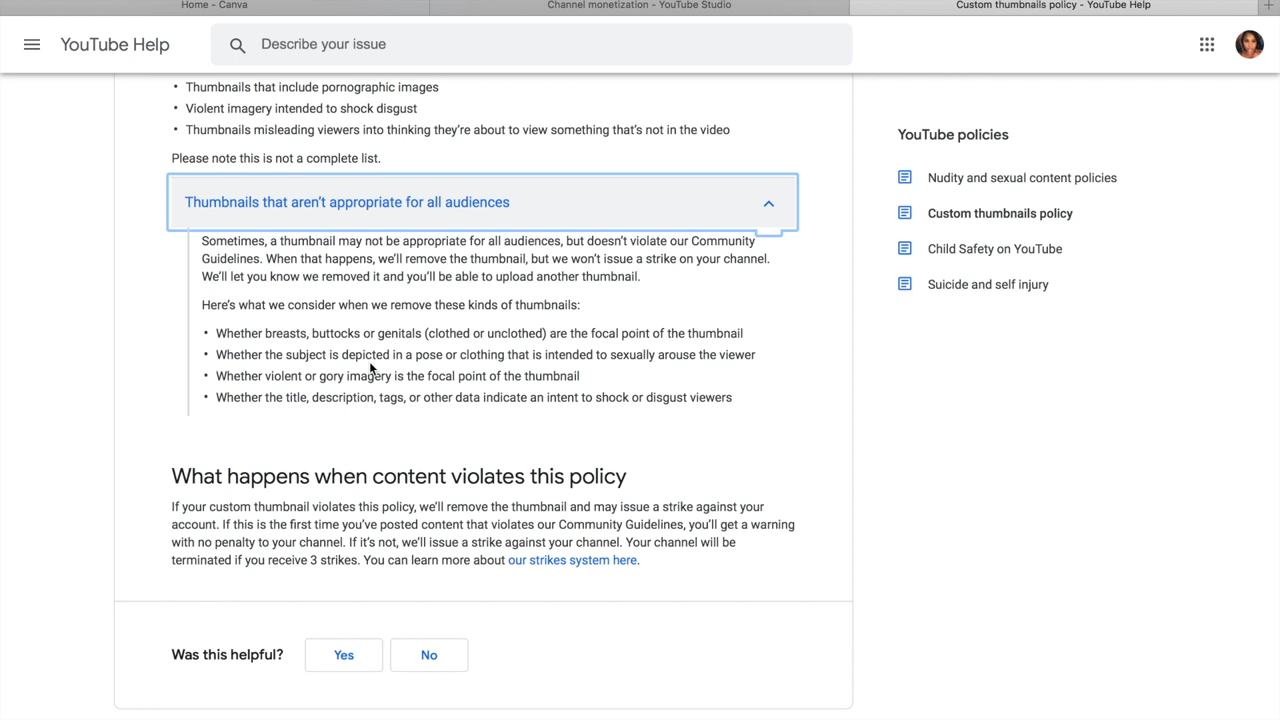 Home - Canva
Channel monetization - YouTube Studio
Custom thumbnails policy - YouTube Help
YouTube Help
Describe your issue
• Thumbnails that include pornographic images
• Violent imagery intended to shock disgust
• Thumbnails misleading viewers into thinking they're about to view something that's not in the video
Please note this is not a complete list.
Thumbnails that aren't appropriate for all audiences
Sometimes, a thumbnail may not be appropriate for all audiences, but doesn't violate our Community
Guidelines. When that happens, we'll remove the thumbnail, but we won't issue a strike on your channel.
We'll let you know we removed it and you'll be able to upload another thumbnail.
Here's what we consider when we remove these kinds of thumbnails:
• Whether breasts, buttocks or genitals (clothed or unclothed) are the focal point of the thumbnail
• Whether the subject is depicted in a pose or clothing that is intended to sexually arouse the viewer
• Whether violent or gory imagery is the focal point of the thumbnail
• Whether the title, description, tags, or other data indicate an intent to shock or disgust viewers
What happens when content violates this policy
If your custom thumbnail violates this policy, we'll remove the thumbnail and may issue a strike against your
account. If this is the first time you've posted content that violates our Community Guidelines, you'll get a warning
with no penalty to your channel. If it's not, we'll issue a strike against your channel. Your channel will be
terminated if you receive 3 strikes. You can learn more about our strikes system here.
Was this helpful?
Yes
No
YouTube policies
Nudity and sexual content policies
Custom thumbnails policy
Child Safety on YouTube
Suicide and self injury